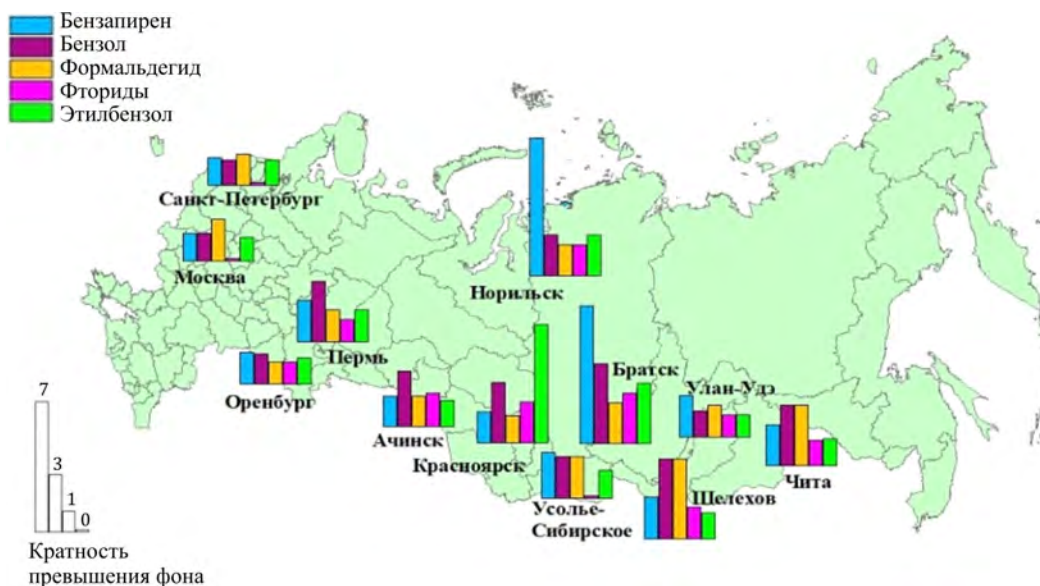 Бензапирен
Бензол
Формальдегид
Фториды
Этилбензол
Санкт-Петербург
Москва
Норильск
Пермь
Братск
Улан-Удэ
Оренбург
Ачинск
Красноярск
Чита
Шелехов
Усолье-
Сибирское
7
3
1
0
Кратность
превышения фона